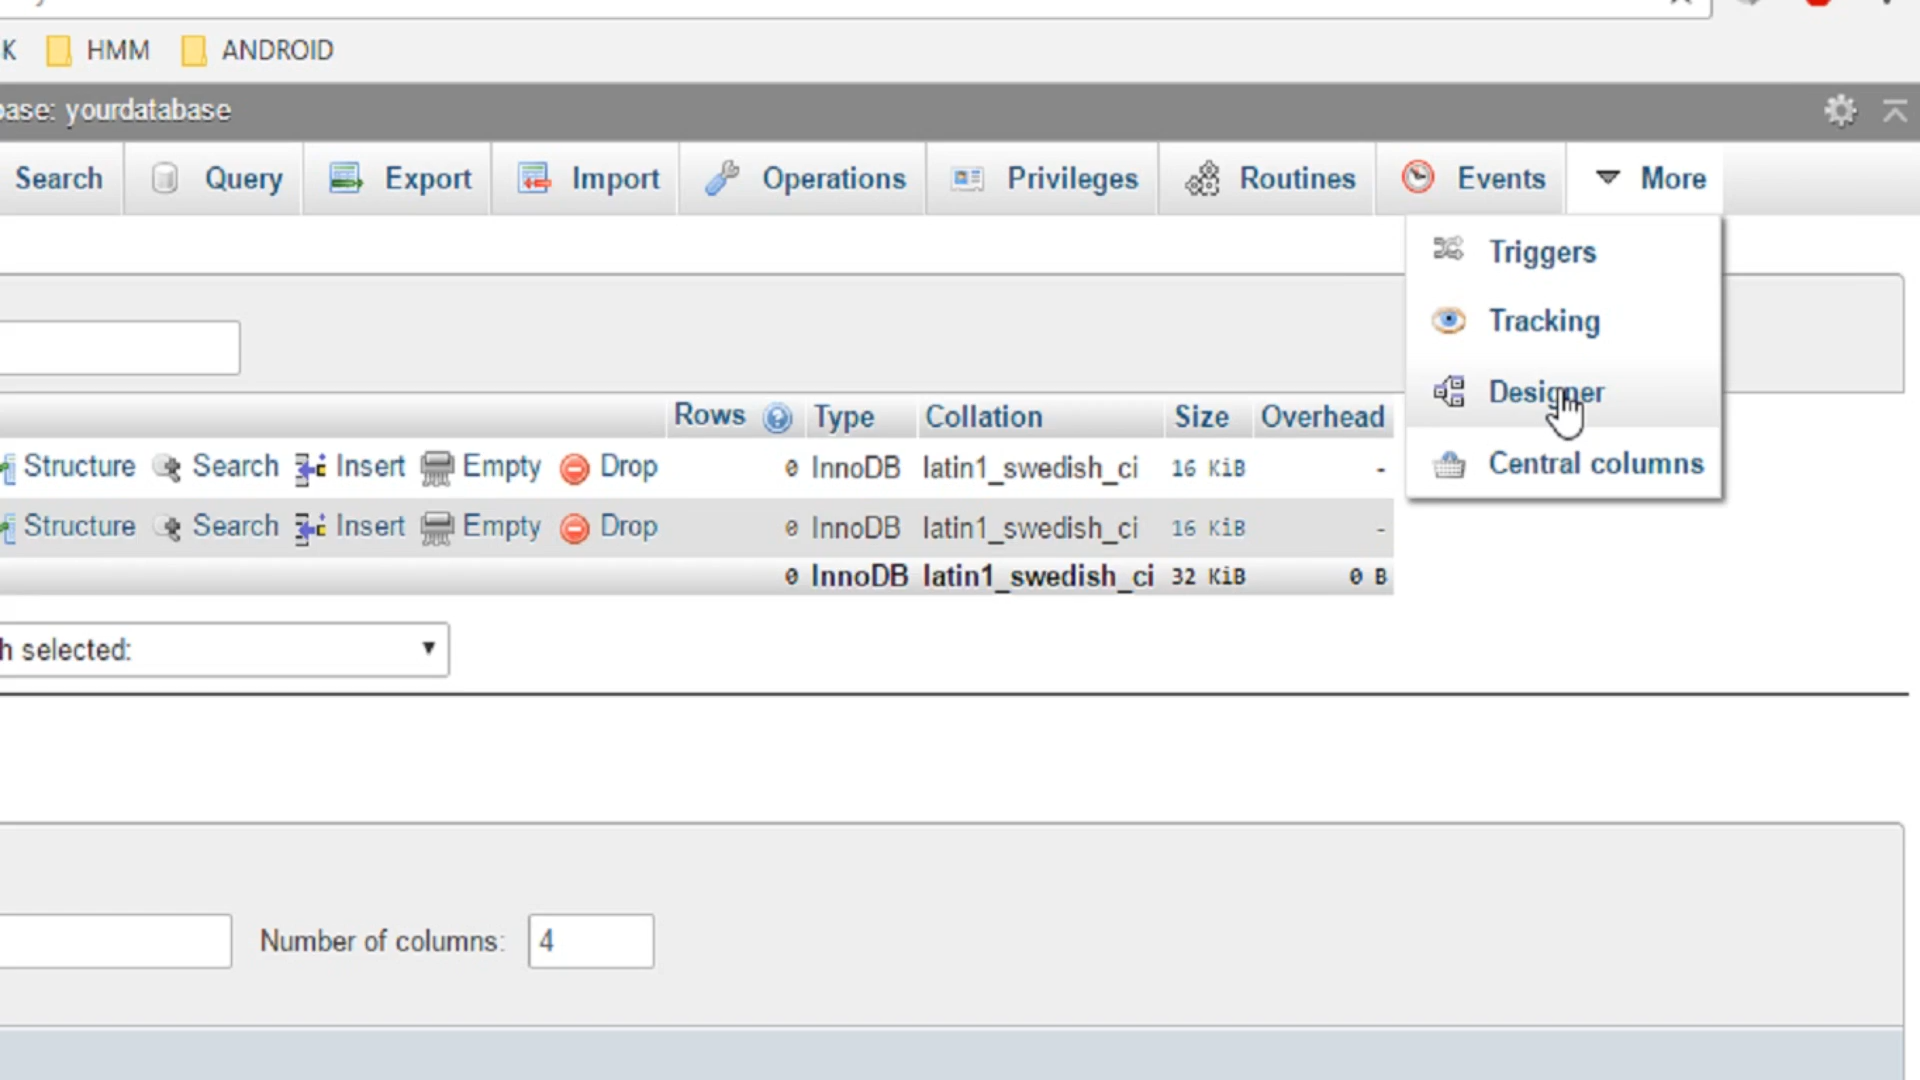 K HMM ANDROID
base: yourdatabase
Search Query Export Import Operations Privileges Routines Events More
Triggers
Tracking
Designer
Central columns
Rows Type Collation Size Overhead
Structure Search Insert Empty Drop 0 InnoDB latin1_swedish_ci 16 KiB -
Structure Search Insert Empty Drop 0 InnoDB latin1_swedish_ci 16 KiB -
0 InnoDB latin1_swedish_ci 32 KiB 0 B
h selected:
Number of columns: 4